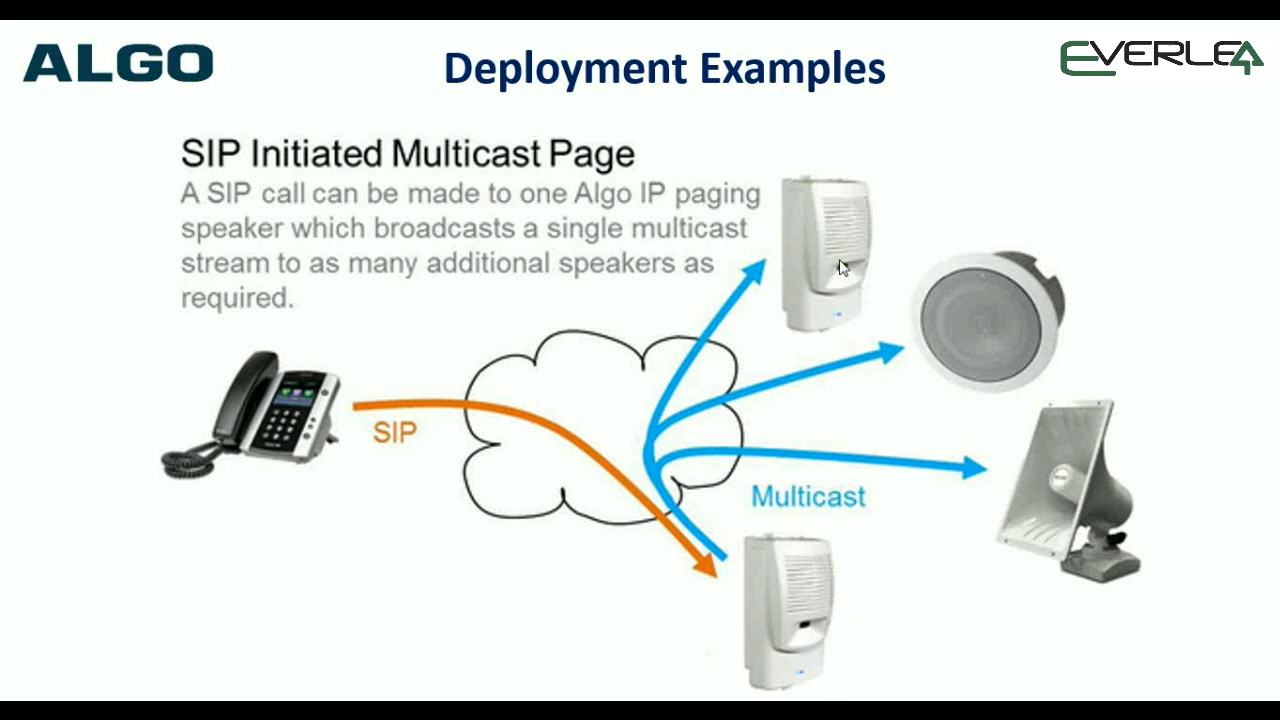 ALGO
Deployment Examples
EVERLEA
SIP Initiated Multicast Page
A SIP call can be made to one Algo IP paging
speaker which broadcasts a single multicast
stream to as many additional speakers as
required.
SIP
Multicast